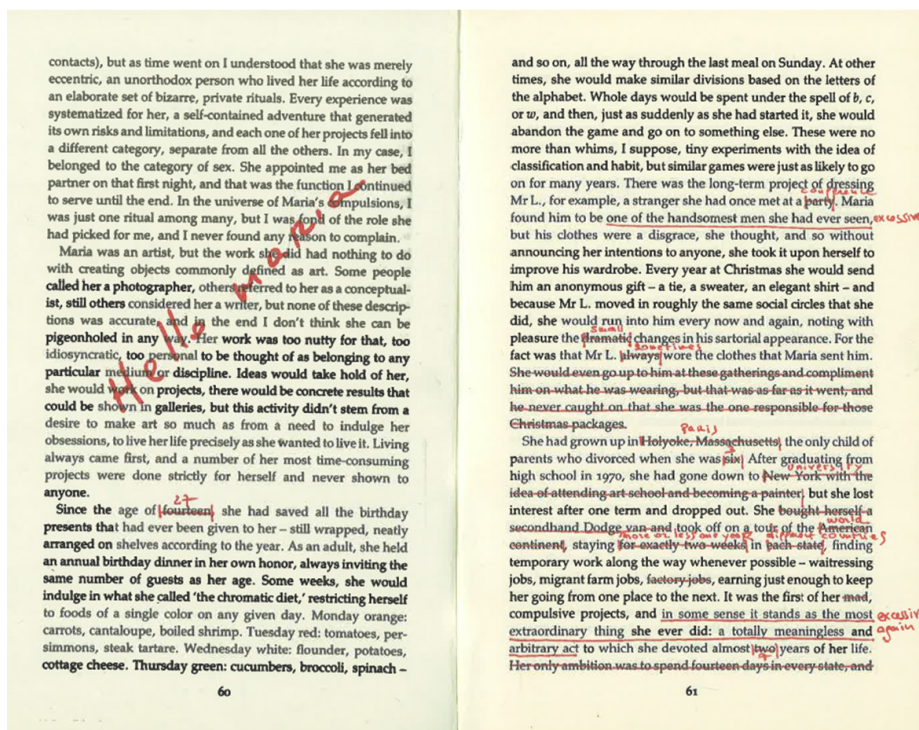 contacts), but as time went on I understood that she was merely
eccentric, an unorthodox person who lived her life according to
an elaborate set of bizarre, private rituals. Every experience was
systematized for her, a self-contained adventure that generated
its own risks and limitations, and each one of her projects fell into
a different category, separate from all the others. In my case, I
belonged to the category of sex. She appointed me as her bed
partner on that first night, and that was the function I continued
to serve until the end. In the universe of Maria's compulsions, I
was just one ritual among many, but I was fond of the role she
had picked for me, and I never found any reason to complain.
Maria was an artist, but the work she did had nothing to do
with creating objects commonly defined as art. Some people
called her a photographer, others referred to her as a conceptual-
ist, still others considered her a writer, but none of these descrip-
tions was accurate, and in the end I don't think she can be
pigeonholed in any way. Her work was too nutty for that, too
idiosyncratic, too personal to be thought of as belonging to any
particular medium or discipline. Ideas would take hold of her,
she would work on projects, there would be concrete results that
could be shown in galleries, but this activity didn't stem from a
desire to make art so much as from a need to indulge her
obsessions, to live her life precisely as she wanted to live it. Living
always came first, and a number of her most time-consuming
projects were done strictly for herself and never shown to
anyone.
Hello Maria
27
Since the age of fourteen she had saved all the birthday
presents that had ever been given to her – still wrapped, neatly
arranged on shelves according to the year. As an adult, she held
an annual birthday dinner in her own honor, always inviting the
same number of guests as her age. Some weeks, she would
indulge in what she called 'the chromatic diet,' restricting herself
to foods of a single color on any given day. Monday orange:
carrots, cantaloupe, boiled shrimp. Tuesday red: tomatoes, per-
simmons, steak tartare. Wednesday white: flounder, potatoes,
cottage cheese. Thursday green: cucumbers, broccoli, spinach –
60
and so on, all the way through the last meal on Sunday. At other
times, she would make similar divisions based on the letters of
the alphabet. Whole days would be spent under the spell of b, c,
or w, and then, just as suddenly as she had started it, she would
abandon the game and go on to something else. These were no
more than whims, I suppose, tiny experiments with the idea of
classification and habit, but similar games were just as likely to go
on for many years. There was the long-term project of dressing
conference
Mr L., for example, a stranger she had once met at a party. Maria
found him to be one of the handsomest men she had ever seen, excessive
but his clothes were a disgrace, she thought, and so without
announcing her intentions to anyone, she took it upon herself to
improve his wardrobe. Every year at Christmas she would send
him an anonymous gift – a tie, a sweater, an elegant shirt – and
because Mr L. moved in roughly the same social circles that she
did, she would run into him every now and again, noting with
small
pleasure the dramatic changes in his sartorial appearance. For the
sometimes
fact was that Mr L. always wore the clothes that Maria sent him.
She would even go up to him at these gatherings and compliment
him on what he was wearing, but that was as far as it went, and
he never caught on that she was the one responsible for those
Christmas packages.
Paris
She had grown up in Holyoke, Massachusetts, the only child of
parents who divorced when she was six. After graduating from
university
high school in 1970, she had gone down to New York with the
idea of attending art school and becoming a painter, but she lost
interest after one term and dropped out. She bought herself a
world
secondhand Dodge van and took off on a tour of the American
more or less one year different countries
continent, staying for exactly two weeks in each state, finding
temporary work along the way whenever possible – waitressing
jobs, migrant farm jobs, factory jobs, earning just enough to keep
her going from one place to the next. It was the first of her mad,
compulsive projects, and in some sense it stands as the most excessive
extraordinary thing she ever did: a totally meaningless and again
arbitrary act to which she devoted almost two years of her life.
Her only ambition was to spend fourteen days in every state, and
61